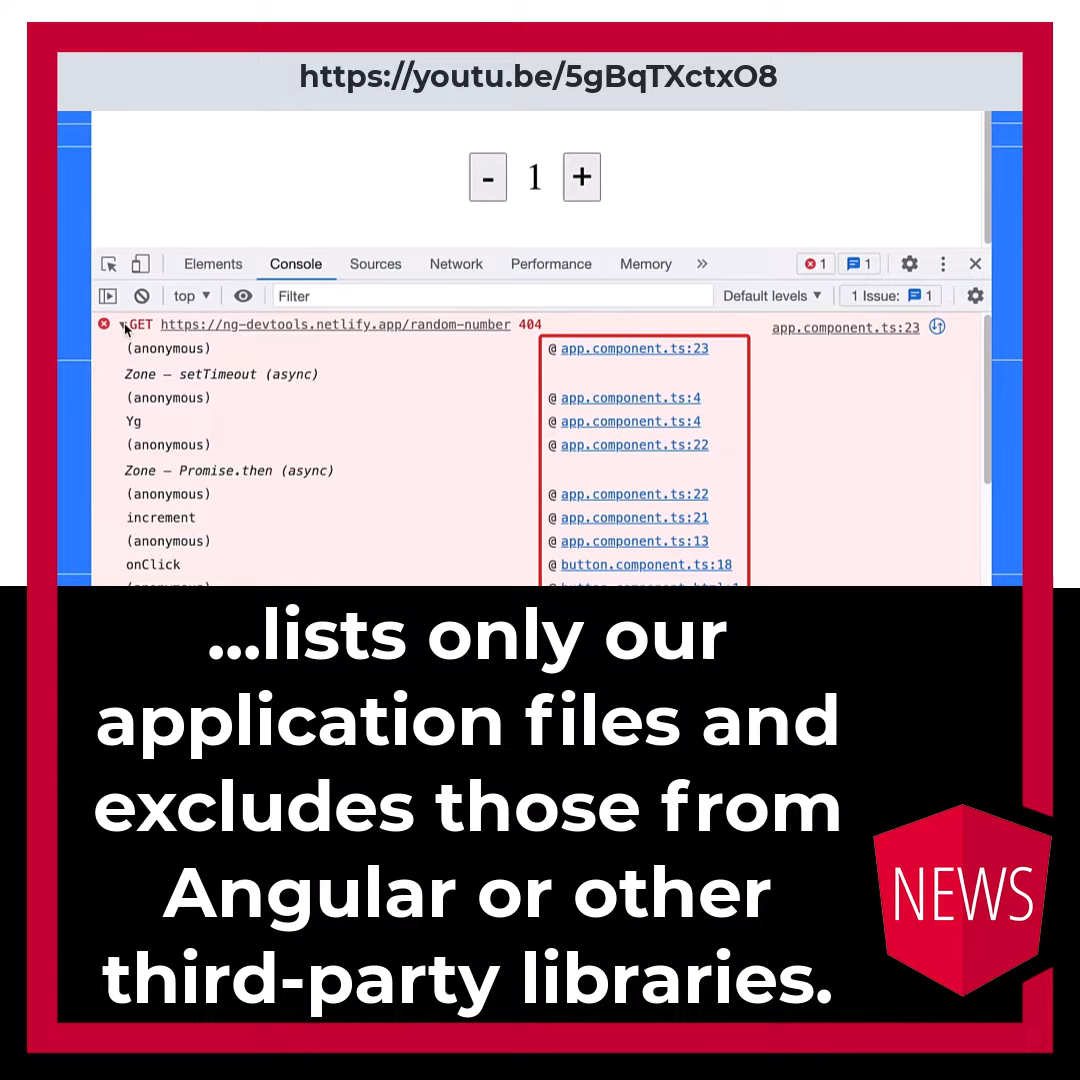 https://youtu.be/5gBqTXctxO8
- 1 +
Elements Console Sources Network Performance Memory » 1 1
top ▼ Filter Default levels ▼ 1 Issue: 1
GET https://ng-devtools.netlify.app/random-number 404 app.component.ts:23
(anonymous) @ app.component.ts:23
Zone – setTimeout (async)
(anonymous) @ app.component.ts:4
Yg @ app.component.ts:4
(anonymous) @ app.component.ts:22
Zone – Promise.then (async)
(anonymous) @ app.component.ts:22
increment @ app.component.ts:21
(anonymous) @ app.component.ts:13
onClick @ button.component.ts:18
...lists only our
application files and
excludes those from
Angular or other
third-party libraries.
NEWS